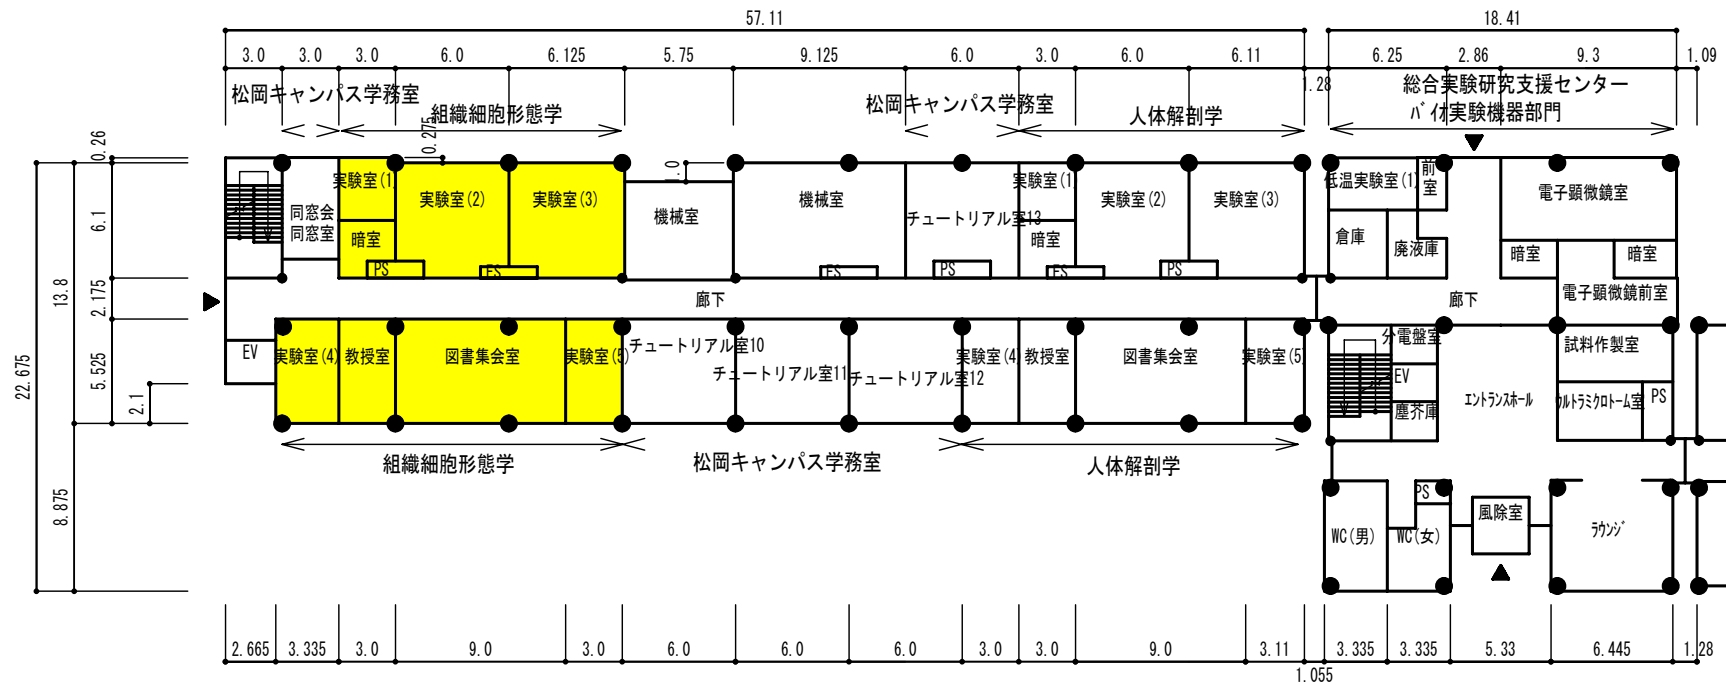 57.11
18.41
3.0
3.0
3.0
6.0
6.125
5.75
9.125
6.0
3.0
6.0
6.11
1.28
6.25
2.86
9.3
1.09
松岡キャンパス学務室
組織細胞形態学
松岡キャンパス学務室
人体解剖学
総合実験研究支援センター
バイオ実験機器部門
0.26
0.275
1.0
6.1
13.8
2.175
5.525
22.675
2.1
8.875
同窓会
同窓室
実験室(1)
暗室
PS
実験室(2)
ES
実験室(3)
機械室
機械室
ES
チュートリアル室13
PS
実験室(1)
暗室
ES
実験室(2)
PS
実験室(3)
低温実験室(1)
前
室
倉庫
廃液庫
電子顕微鏡室
暗室
暗室
電子顕微鏡前室
廊下
廊下
EV
実験室(4)
教授室
図書集会室
実験室(5)
チュートリアル室10
チュートリアル室11
チュートリアル室12
実験室(4)
教授室
図書集会室
実験室(5)
分電盤室
EV
塵芥庫
エントランスホール
試料作製室
ウルトラミクロトーム室
PS
組織細胞形態学
松岡キャンパス学務室
人体解剖学
WC(男)
PS
WC(女)
風除室
ラウンジ
2.665
3.335
3.0
9.0
3.0
6.0
6.0
6.0
3.0
3.0
9.0
3.11
1.055
3.335
3.335
5.33
6.445
1.28